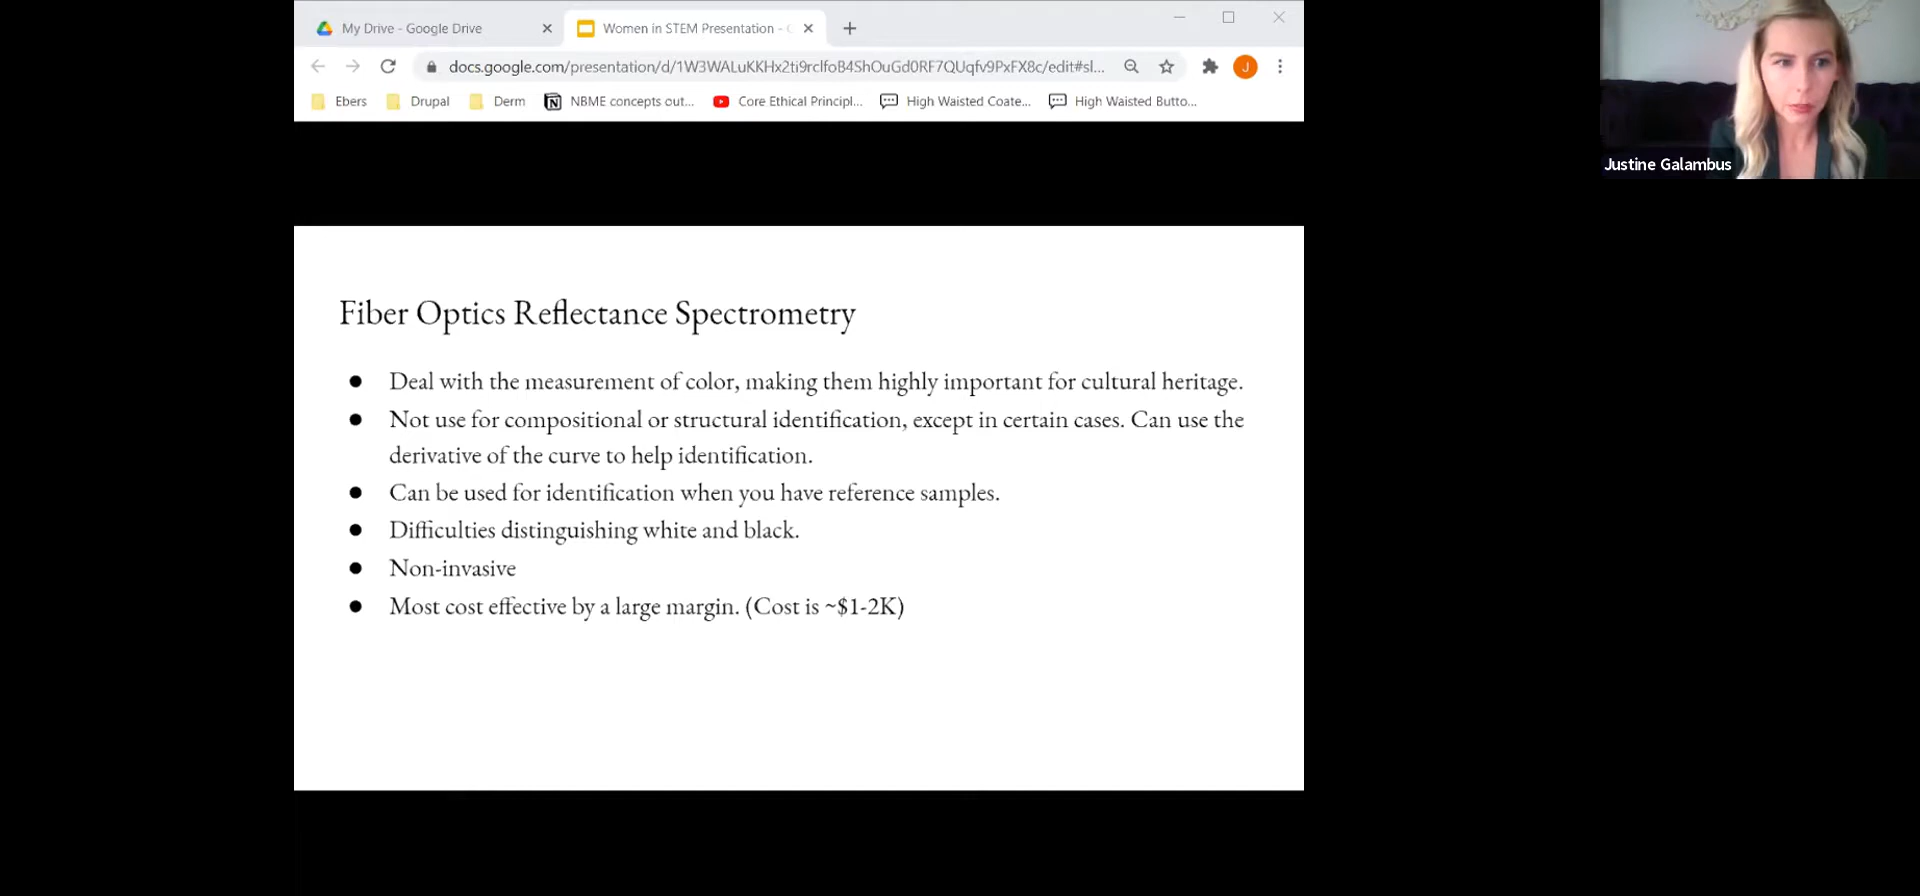 My Drive - Google Drive
Women in STEM Presentation -
docs.google.com/presentation/d/1W3WALuKKHx2ti9rclfoB4ShOuGd0RF7QUqfv9PxFX8c/edit#sl...
J
Ebers
Drupal
Derm
NBME concepts out...
Core Ethical Principl...
High Waisted Coate...
High Waisted Butto...
Justine Galambus
Fiber Optics Reflectance Spectrometry
● Deal with the measurement of color, making them highly important for cultural heritage.
● Not use for compositional or structural identification, except in certain cases. Can use the
derivative of the curve to help identification.
● Can be used for identification when you have reference samples.
● Difficulties distinguishing white and black.
● Non-invasive
● Most cost effective by a large margin. (Cost is ~$1-2K)